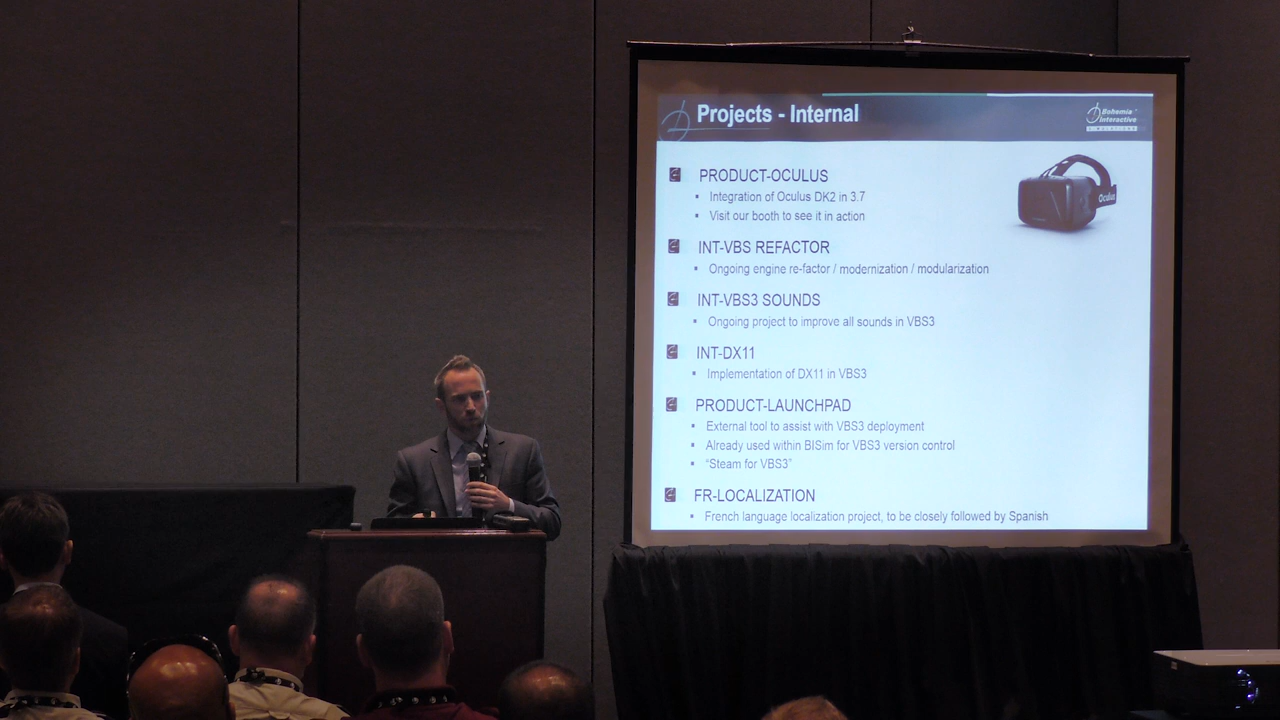 Projects - Internal
Bohemia
Interactive
SIMULATIONS
PRODUCT-OCULUS
Integration of Oculus DK2 in 3.7
Visit our booth to see it in action
Oculus
INT-VBS REFACTOR
Ongoing engine re-factor / modernization / modularization
INT-VBS3 SOUNDS
Ongoing project to improve all sounds in VBS3
INT-DX11
Implementation of DX11 in VBS3
PRODUCT-LAUNCHPAD
External tool to assist with VBS3 deployment
Already used within BISim for VBS3 version control
“Steam for VBS3”
FR-LOCALIZATION
French language localization project, to be closely followed by Spanish